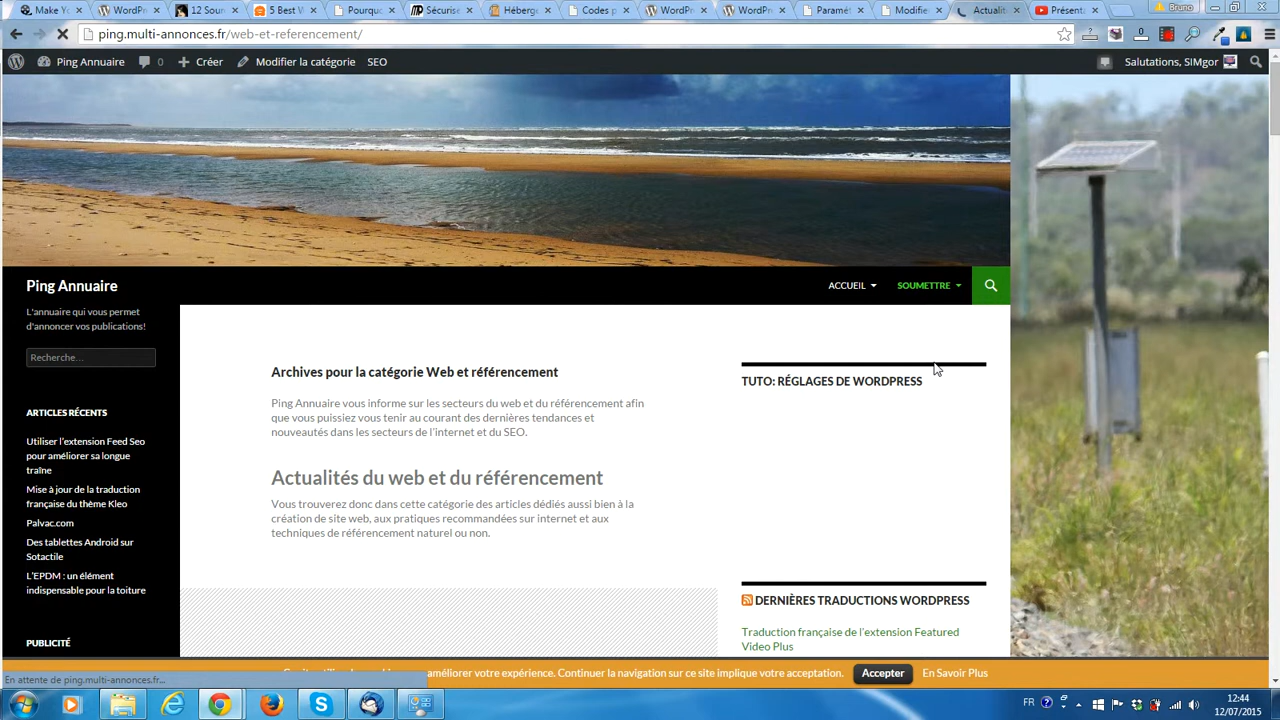 Make Yo
WordPr
12 Soun
5 Best W
Pourquo
Sécurise
Héberge
Codes p
WordPre
WordPre
Paramét
Modifier
Actualit
Présenta
Bruno
ping.multi-annonces.fr/web-et-referencement/
Ping Annuaire 0 Créer Modifier la catégorie SEO Salutations, SIMgor
Ping Annuaire
ACCUEIL SOUMETTRE
L'annuaire qui vous permet
d'annoncer vos publications!
Recherche…
ARTICLES RÉCENTS
Utiliser l'extension Feed Seo
pour améliorer sa longue
traîne
Mise à jour de la traduction
française du thème Kleo
Palvac.com
Des tablettes Android sur
Sotactile
L'EPDM : un élément
indispensable pour la toiture
PUBLICITÉ
Archives pour la catégorie Web et référencement
Ping Annuaire vous informe sur les secteurs du web et du référencement afin
que vous puissiez vous tenir au courant des dernières tendances et
nouveautés dans les secteurs de l'internet et du SEO.
Actualités du web et du référencement
Vous trouverez donc dans cette catégorie des articles dédiés aussi bien à la
création de site web, aux pratiques recommandées sur internet et aux
techniques de référencement naturel ou non.
TUTO: RÉGLAGES DE WORDPRESS
DERNIÈRES TRADUCTIONS WORDPRESS
Traduction française de l'extension Featured
Video Plus
améliorer votre expérience. Continuer la navigation sur ce site implique votre acceptation. Accepter En Savoir Plus
En attente de ping.multi-annonces.fr...
FR
12:44
12/07/2015